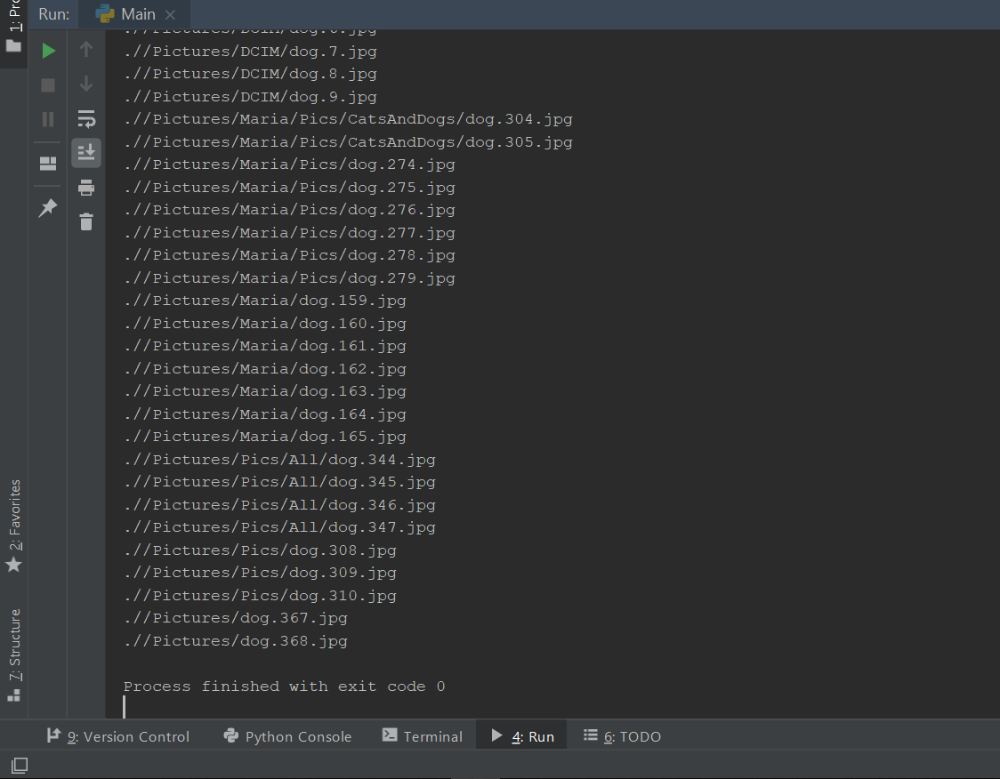 1: Pro
Run: Main
.//Pictures/DCIM/dog.6.jpg
.//Pictures/DCIM/dog.7.jpg
.//Pictures/DCIM/dog.8.jpg
.//Pictures/DCIM/dog.9.jpg
.//Pictures/Maria/Pics/CatsAndDogs/dog.304.jpg
.//Pictures/Maria/Pics/CatsAndDogs/dog.305.jpg
.//Pictures/Maria/Pics/dog.274.jpg
.//Pictures/Maria/Pics/dog.275.jpg
.//Pictures/Maria/Pics/dog.276.jpg
.//Pictures/Maria/Pics/dog.277.jpg
.//Pictures/Maria/Pics/dog.278.jpg
.//Pictures/Maria/Pics/dog.279.jpg
.//Pictures/Maria/dog.159.jpg
.//Pictures/Maria/dog.160.jpg
.//Pictures/Maria/dog.161.jpg
.//Pictures/Maria/dog.162.jpg
.//Pictures/Maria/dog.163.jpg
.//Pictures/Maria/dog.164.jpg
.//Pictures/Maria/dog.165.jpg
.//Pictures/Pics/All/dog.344.jpg
.//Pictures/Pics/All/dog.345.jpg
.//Pictures/Pics/All/dog.346.jpg
.//Pictures/Pics/All/dog.347.jpg
.//Pictures/Pics/dog.308.jpg
.//Pictures/Pics/dog.309.jpg
.//Pictures/Pics/dog.310.jpg
.//Pictures/dog.367.jpg
.//Pictures/dog.368.jpg
Process finished with exit code 0
2: Favorites
7: Structure
9: Version Control Python Console Terminal 4: Run 6: TODO